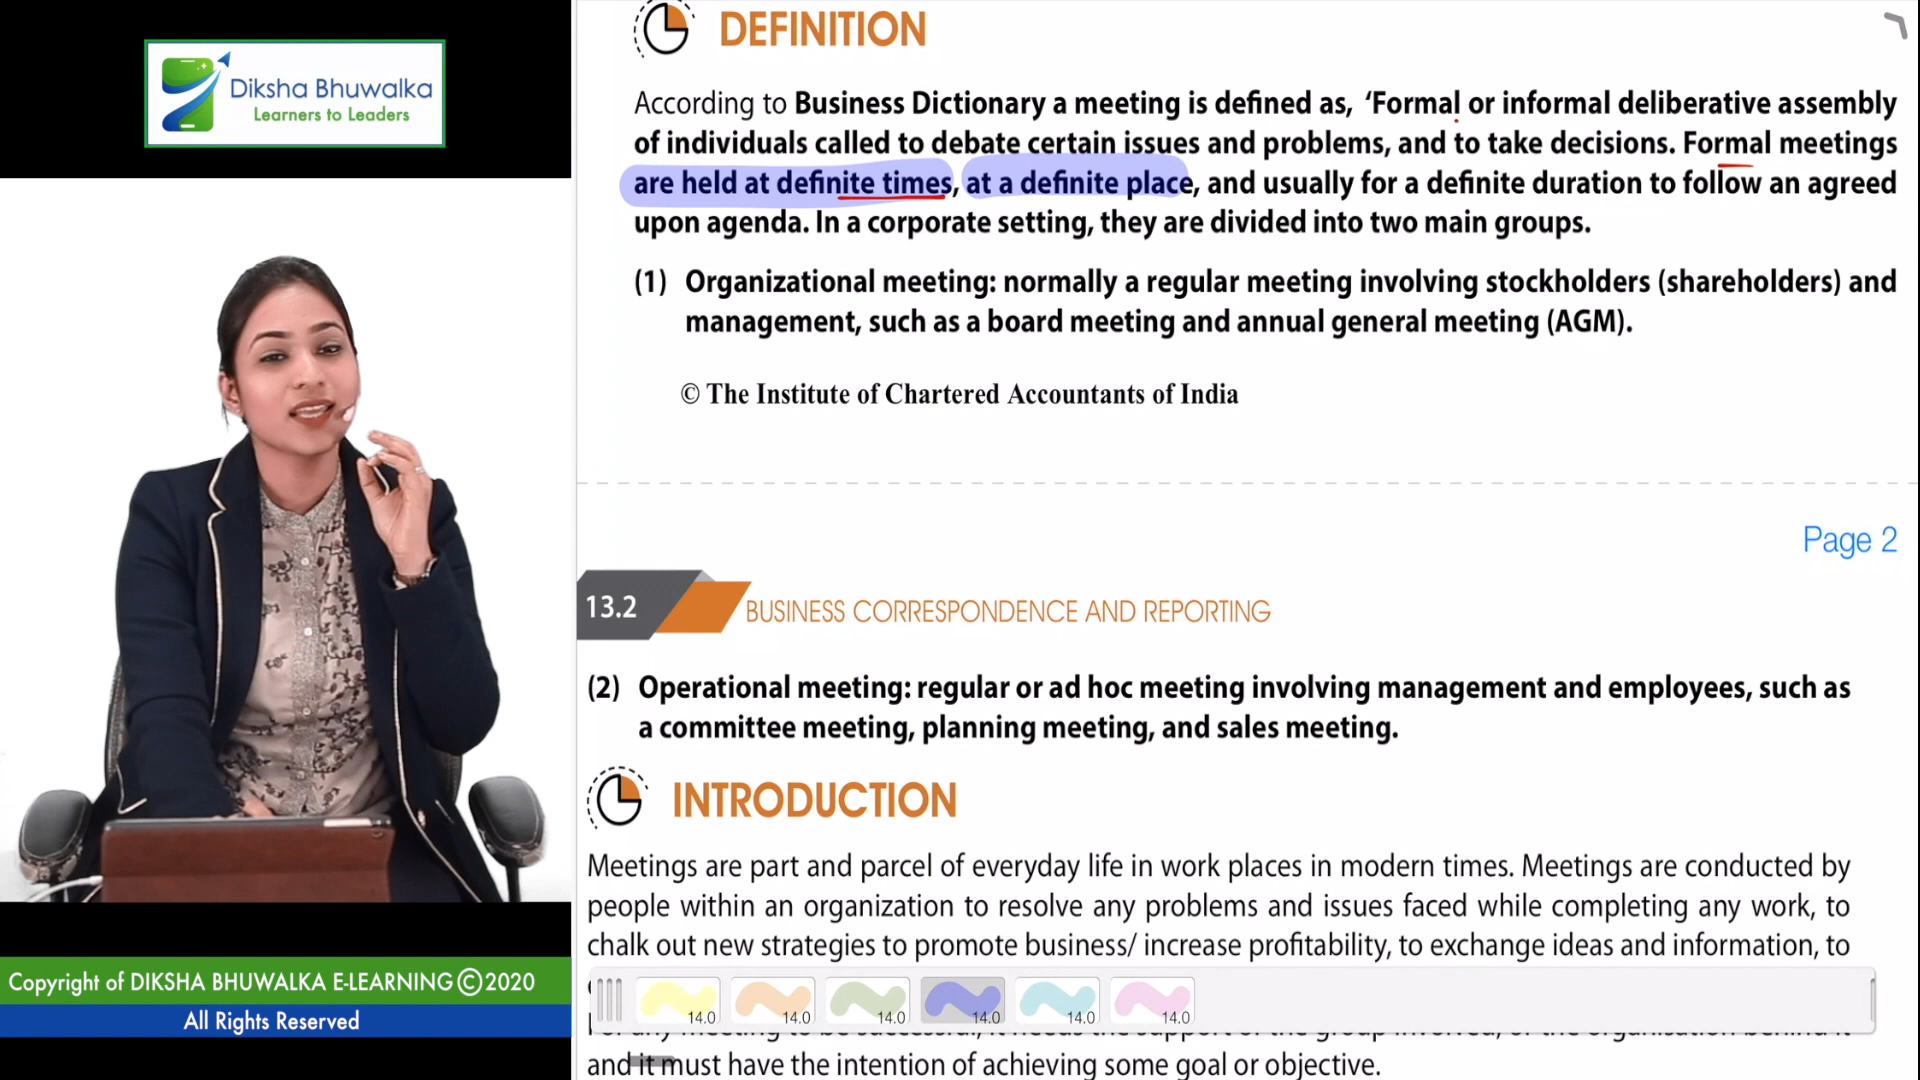 Diksha Bhuwalka
Learners to Leaders
Copyright of DIKSHA BHUWALKA E-LEARNING©2020
All Rights Reserved
DEFINITION
According to Business Dictionary a meeting is defined as, ‘Formal or informal deliberative assembly
of individuals called to debate certain issues and problems, and to take decisions. Formal meetings
are held at definite times, at a definite place, and usually for a definite duration to follow an agreed
upon agenda. In a corporate setting, they are divided into two main groups.
(1) Organizational meeting: normally a regular meeting involving stockholders (shareholders) and
management, such as a board meeting and annual general meeting (AGM).
© The Institute of Chartered Accountants of India
Page 2
13.2 BUSINESS CORRESPONDENCE AND REPORTING
(2) Operational meeting: regular or ad hoc meeting involving management and employees, such as
a committee meeting, planning meeting, and sales meeting.
INTRODUCTION
Meetings are part and parcel of everyday life in work places in modern times. Meetings are conducted by
people within an organization to resolve any problems and issues faced while completing any work, to
chalk out new strategies to promote business/ increase profitability, to exchange ideas and information, to
14.0 14.0 14.0 14.0 14.0 14.0
and it must have the intention of achieving some goal or objective.